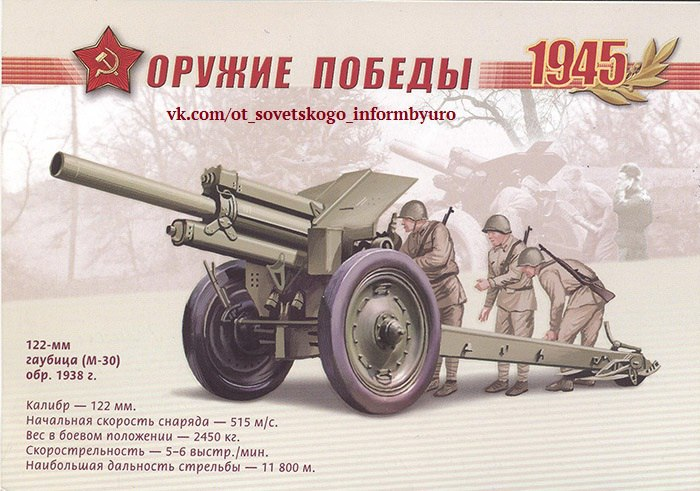 ОРУЖИЕ ПОБЕДЫ 1945
vk.com/ot_sovetskogo_informbyuro
122-мм
гаубица (М-30)
обр. 1938 г.
Калибр — 122 мм.
Начальная скорость снаряда — 515 м/с.
Вес в боевом положении — 2450 кг.
Скорострельность — 5–6 выстр./мин.
Наибольшая дальность стрельбы — 11 800 м.